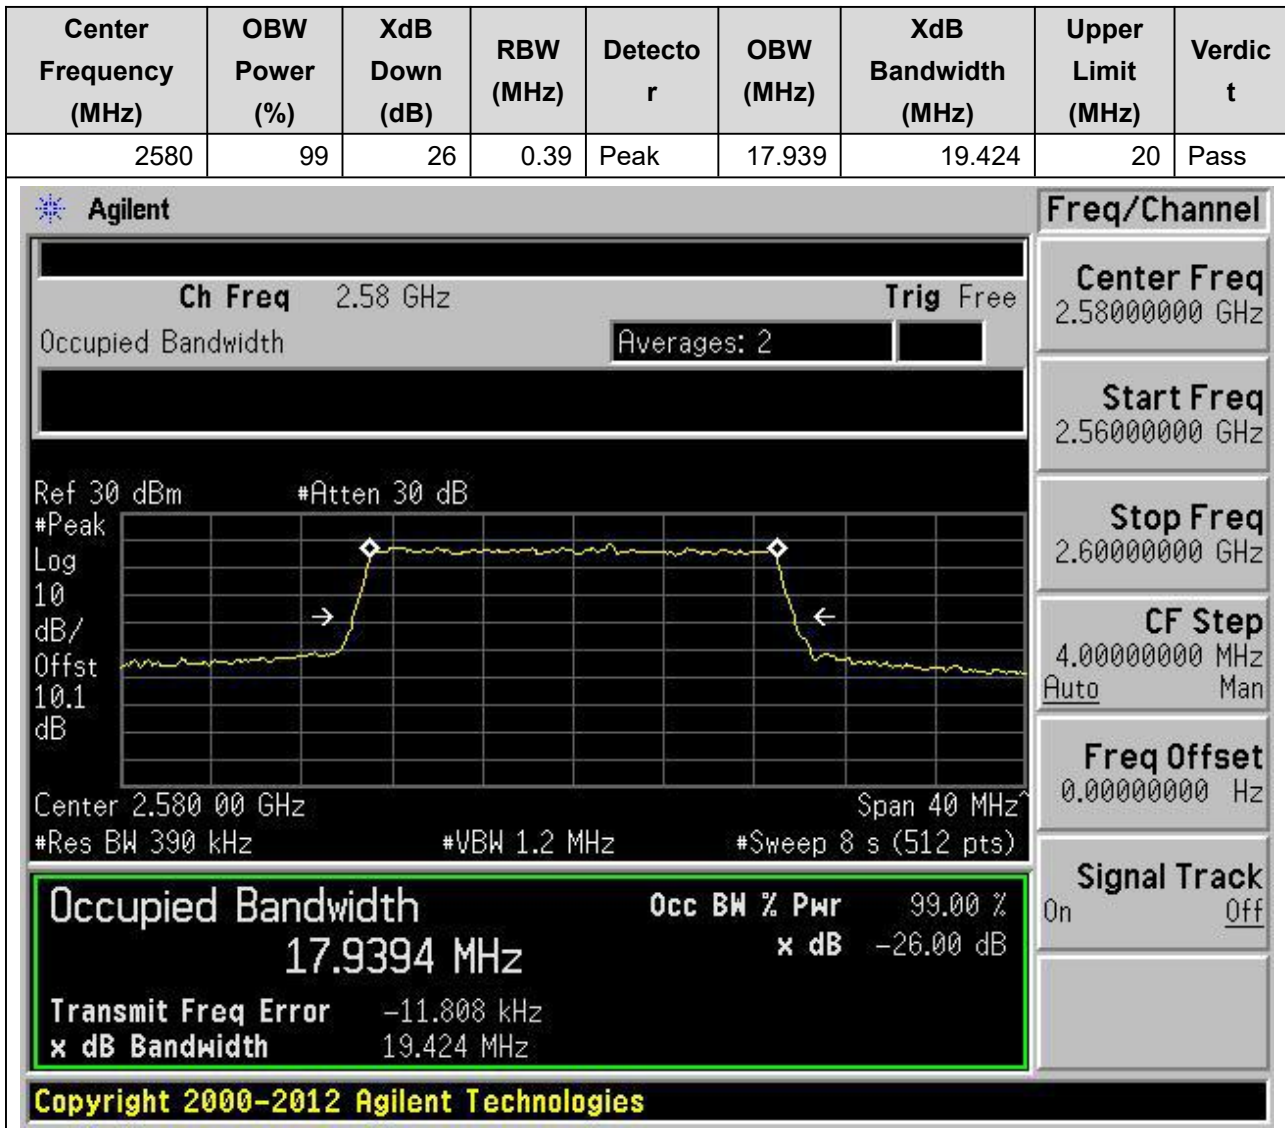 Center Frequency (MHz) OBW Power (%) XdB Down (dB) RBW (MHz) Detector OBW (MHz) XdB Bandwidth (MHz) Upper Limit (MHz) Verdict
2580 99 26 0.39 Peak 17.939 19.424 20 Pass
Agilent
Freq/Channel
Ch Freq 2.58 GHz Trig Free
Occupied Bandwidth Averages: 2
Center Freq
2.58000000 GHz
Start Freq
2.56000000 GHz
Stop Freq
2.60000000 GHz
CF Step
4.00000000 MHz
Auto Man
Freq Offset
0.00000000 Hz
Signal Track
On Off
Ref 30 dBm #Atten 30 dB
#Peak
Log
10
dB/
Offst
10.1
dB
Center 2.580 00 GHz Span 40 MHz^
#Res BW 390 kHz #VBW 1.2 MHz #Sweep 8 s (512 pts)
Occupied Bandwidth Occ BW % Pwr 99.00 %
17.9394 MHz x dB -26.00 dB
Transmit Freq Error -11.808 kHz
x dB Bandwidth 19.424 MHz
Copyright 2000-2012 Agilent Technologies